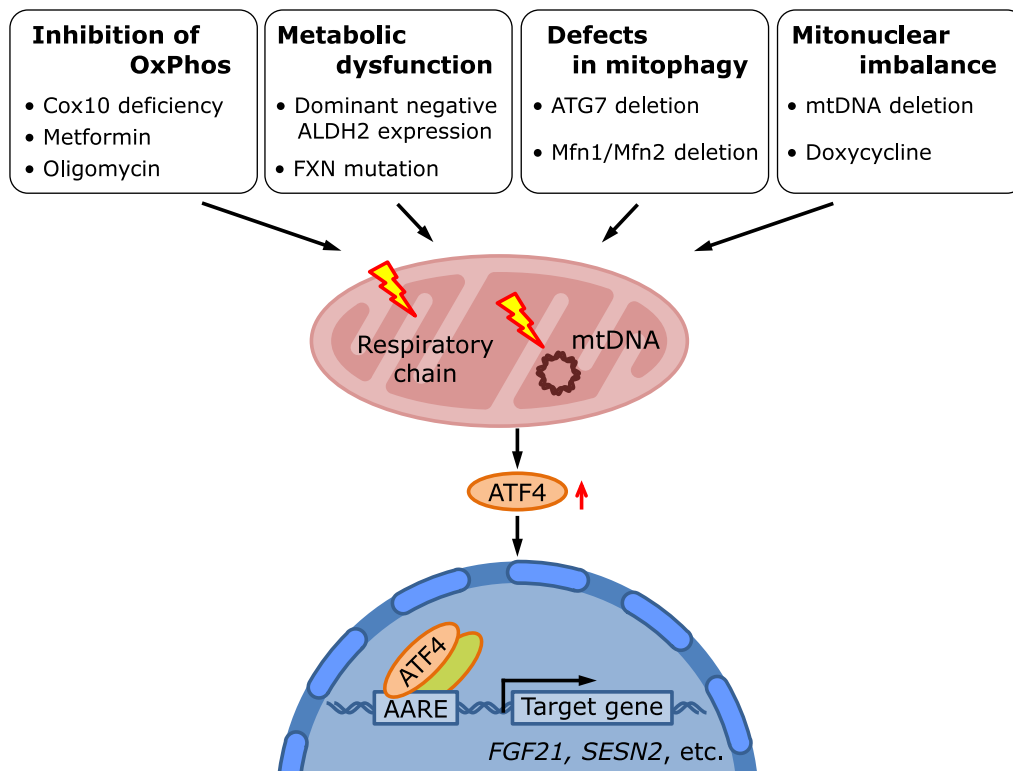 Inhibition of
OxPhos
• Cox10 deficiency
• Metformin
• Oligomycin
Metabolic
dysfunction
• Dominant negative
ALDH2 expression
• FXN mutation
Defects
in mitophagy
• ATG7 deletion
• Mfn1/Mfn2 deletion
Mitonuclear
imbalance
• mtDNA deletion
• Doxycycline
Respiratory
chain
mtDNA
ATF4
ATF4
AARE
Target gene
FGF21, SESN2, etc.